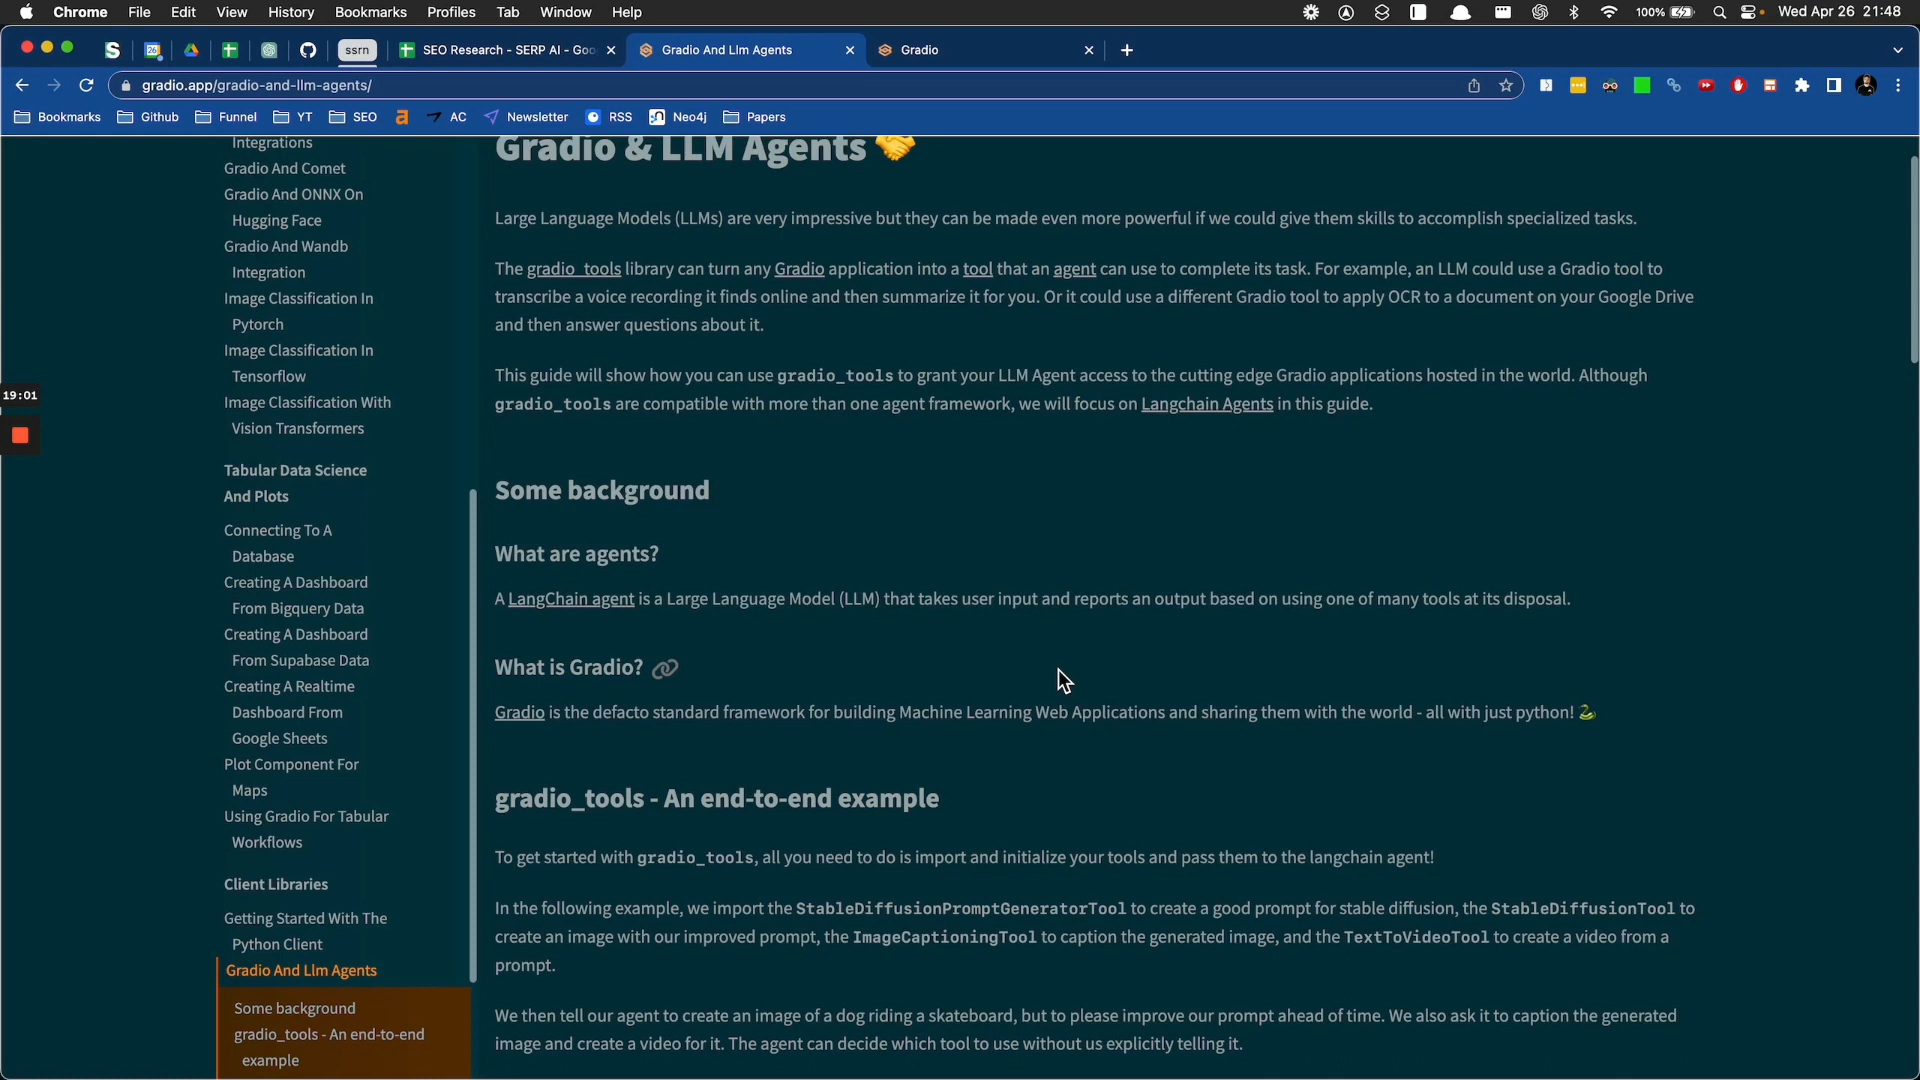 Chrome File Edit View History Bookmarks Profiles Tab Window Help 100% Wed Apr 26 21:48
26 ssrn SEO Research - SERP AI - Goo Gradio And Llm Agents Gradio
gradio.app/gradio-and-llm-agents/
Bookmarks Github Funnel YT SEO AC Newsletter RSS Neo4j Papers
19:01
Integrations
Gradio And Comet
Gradio And ONNX On
Hugging Face
Gradio And Wandb
Integration
Image Classification In
Pytorch
Image Classification In
Tensorflow
Image Classification With
Vision Transformers
Tabular Data Science
And Plots
Connecting To A
Database
Creating A Dashboard
From Bigquery Data
Creating A Dashboard
From Supabase Data
Creating A Realtime
Dashboard From
Google Sheets
Plot Component For
Maps
Using Gradio For Tabular
Workflows
Client Libraries
Getting Started With The
Python Client
Gradio And Llm Agents
Some background
gradio_tools - An end-to-end
example
Gradio & LLM Agents 🤝
Large Language Models (LLMs) are very impressive but they can be made even more powerful if we could give them skills to accomplish specialized tasks.
The gradio_tools library can turn any Gradio application into a tool that an agent can use to complete its task. For example, an LLM could use a Gradio tool to
transcribe a voice recording it finds online and then summarize it for you. Or it could use a different Gradio tool to apply OCR to a document on your Google Drive
and then answer questions about it.
This guide will show how you can use gradio_tools to grant your LLM Agent access to the cutting edge Gradio applications hosted in the world. Although
gradio_tools are compatible with more than one agent framework, we will focus on Langchain Agents in this guide.
Some background
What are agents?
A LangChain agent is a Large Language Model (LLM) that takes user input and reports an output based on using one of many tools at its disposal.
What is Gradio?
Gradio is the defacto standard framework for building Machine Learning Web Applications and sharing them with the world - all with just python! 🐍
gradio_tools - An end-to-end example
To get started with gradio_tools, all you need to do is import and initialize your tools and pass them to the langchain agent!
In the following example, we import the StableDiffusionPromptGeneratorTool to create a good prompt for stable diffusion, the StableDiffusionTool to
create an image with our improved prompt, the ImageCaptioningTool to caption the generated image, and the TextToVideoTool to create a video from a
prompt.
We then tell our agent to create an image of a dog riding a skateboard, but to please improve our prompt ahead of time. We also ask it to caption the generated
image and create a video for it. The agent can decide which tool to use without us explicitly telling it.